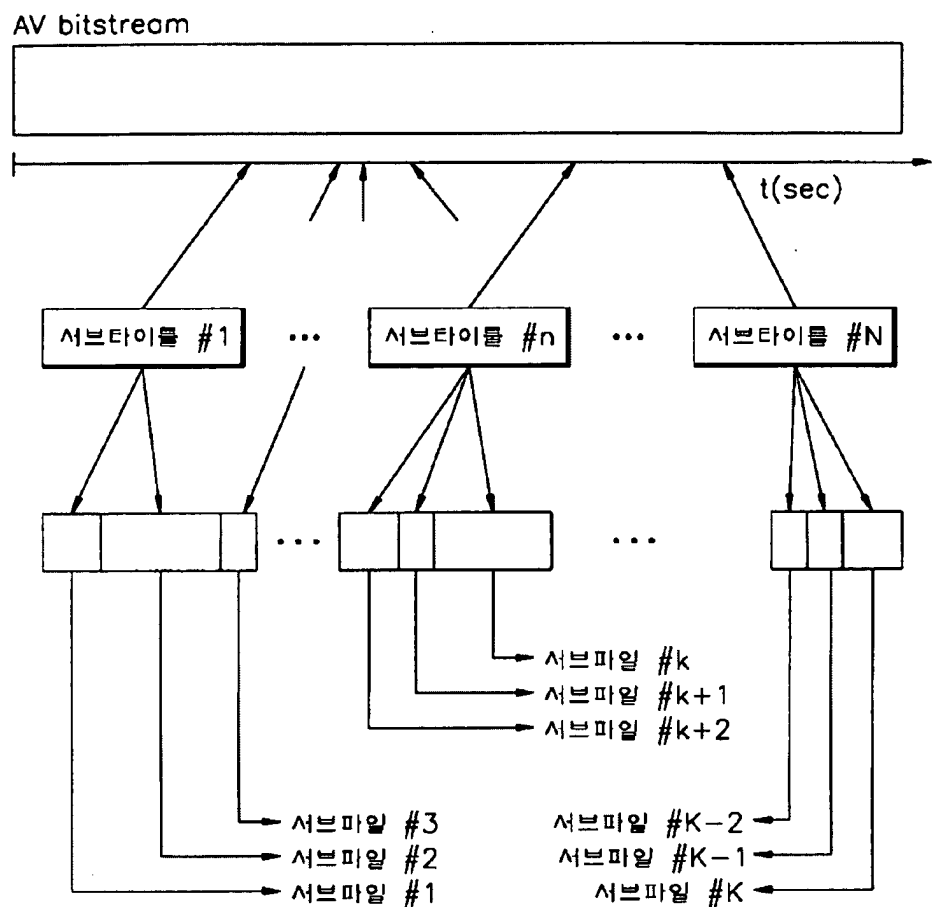 AV bitstream
t(sec)
서브타이틀 #1 ... 서브타이틀 #n ... 서브타이틀 #N
... ...
서브파일 #k
서브파일 #k+1
서브파일 #k+2
서브파일 #3 서브파일 #K-2
서브파일 #2 서브파일 #K-1
서브파일 #1 서브파일 #K